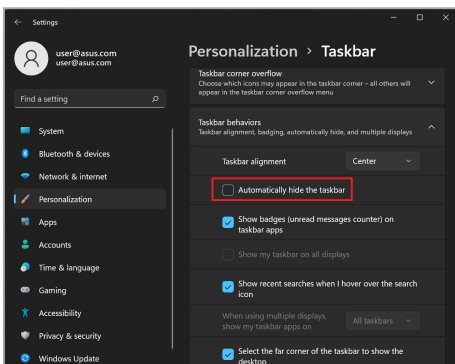 Settings
user@asus.com
user@asus.com
Find a setting
System
Bluetooth & devices
Network & internet
Personalization
Apps
Accounts
Time & language
Gaming
Accessibility
Privacy & security
Windows Update
Personalization > Taskbar
Taskbar corner overflow
Choose which icons may appear in the taskbar corner – all others will
appear in the taskbar corner overflow menu
Taskbar behaviors
Taskbar alignment, badging, automatically hide, and multiple displays
Taskbar alignment
Center
Automatically hide the taskbar
Show badges (unread messages counter) on
taskbar apps
Show my taskbar on all displays
Show recent searches when I hover over the search
icon
When using multiple displays,
show my taskbar apps on
All taskbars
Select the far corner of the taskbar to show the
desktop